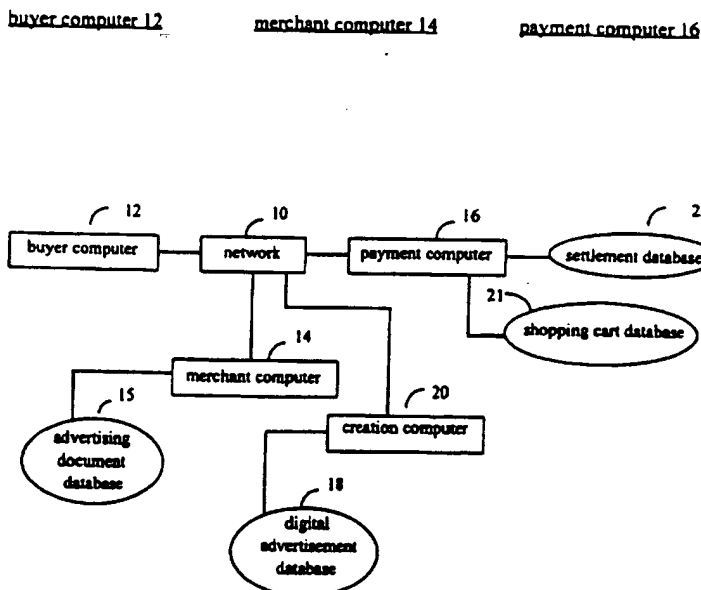 buyer computer 12 merchant computer 14 payment computer 16
12 10 16 2
buyer computer network payment computer settlement database
21
shopping cart database
14
merchant computer
15 20
advertising document database creation computer
18
digital advertisement database